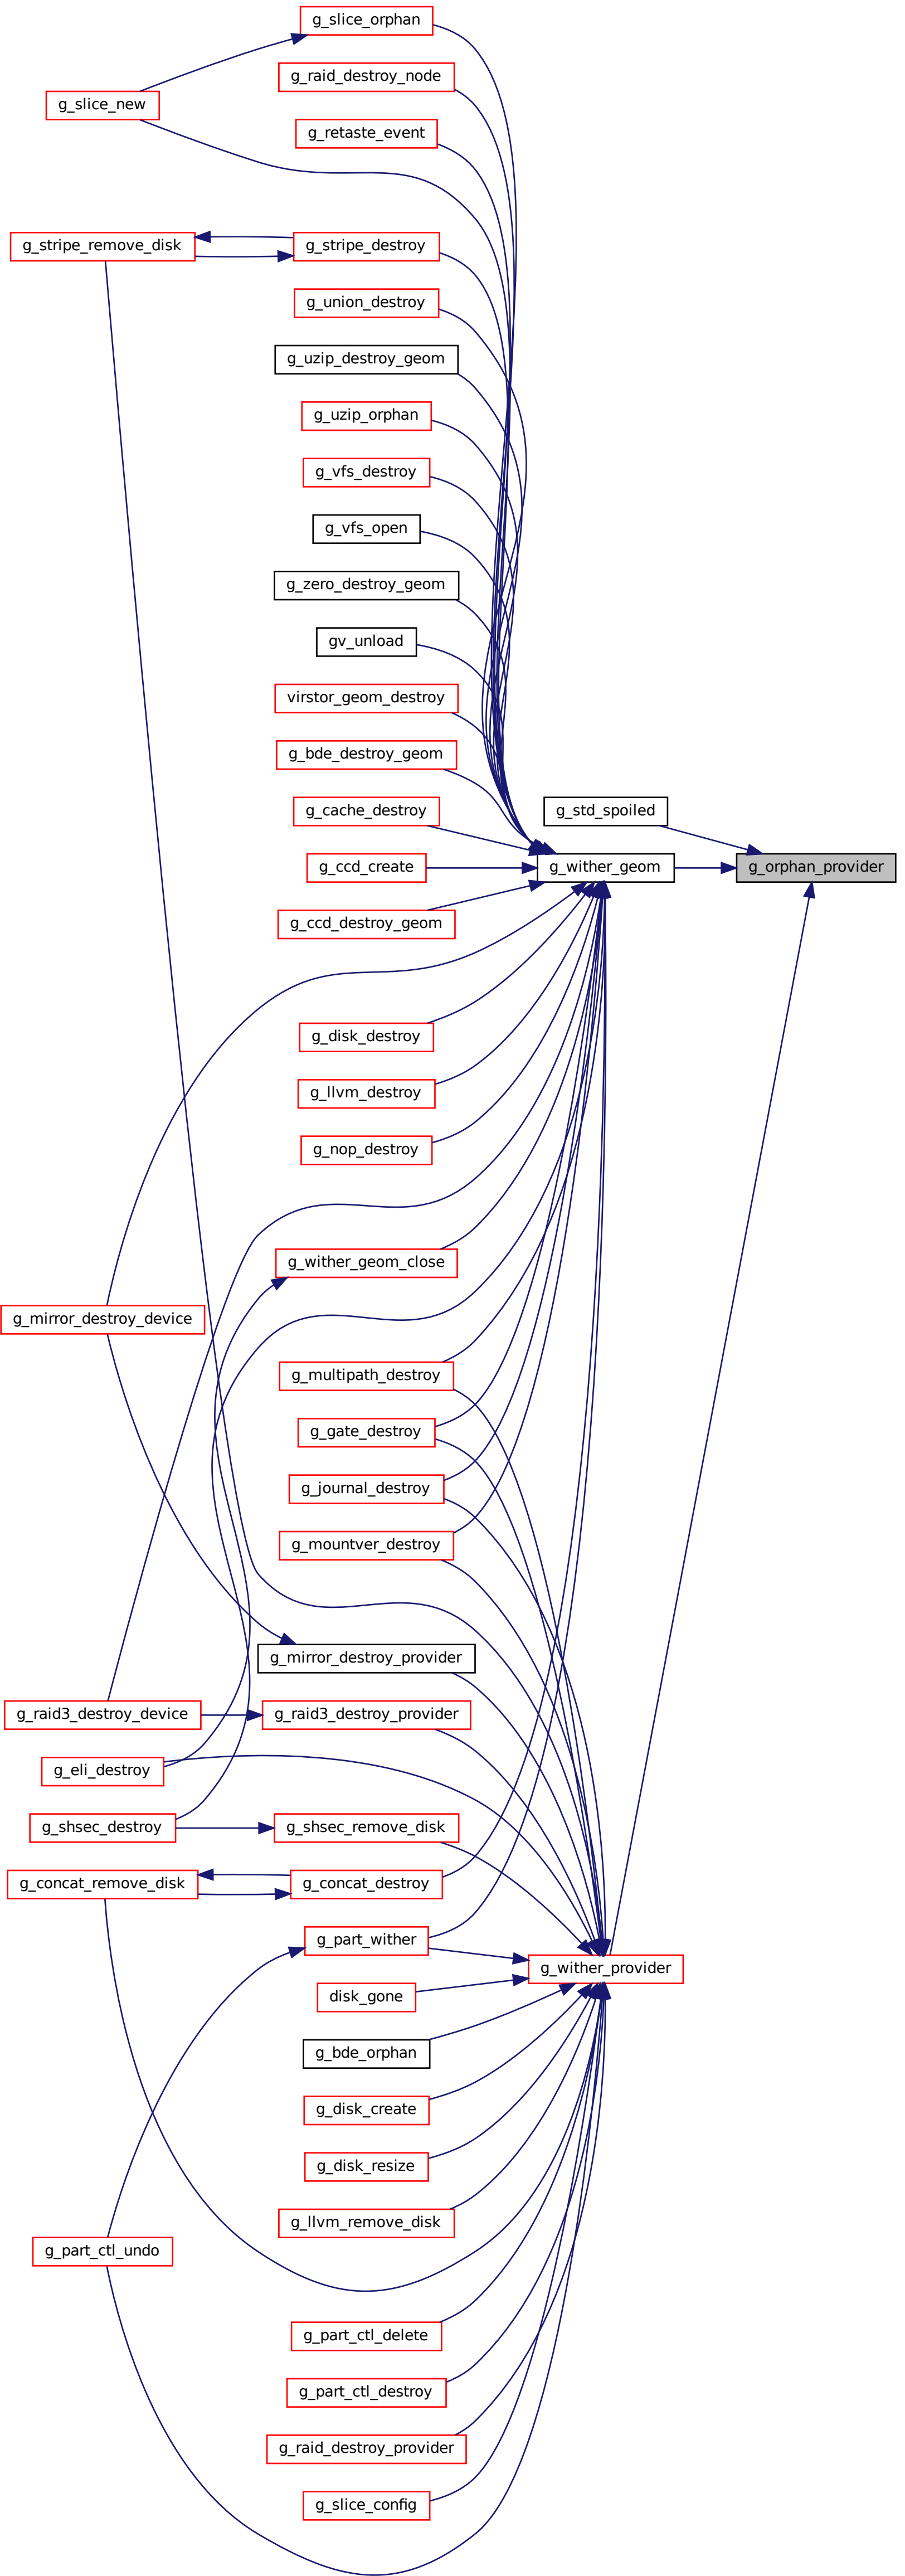 g_slice_orphan
g_raid_destroy_node
g_slice_new
g_retaste_event
g_stripe_remove_disk
g_stripe_destroy
g_union_destroy
g_uzip_destroy_geom
g_uzip_orphan
g_vfs_destroy
g_vfs_open
g_zero_destroy_geom
gv_unload
virstor_geom_destroy
g_bde_destroy_geom
g_cache_destroy
g_std_spoiled
g_ccd_create
g_wither_geom
g_orphan_provider
g_ccd_destroy_geom
g_disk_destroy
g_llvm_destroy
g_nop_destroy
g_wither_geom_close
g_mirror_destroy_device
g_multipath_destroy
g_gate_destroy
g_journal_destroy
g_mountver_destroy
g_mirror_destroy_provider
g_raid3_destroy_device
g_raid3_destroy_provider
g_eli_destroy
g_shsec_destroy
g_shsec_remove_disk
g_concat_remove_disk
g_concat_destroy
g_part_wither
g_wither_provider
disk_gone
g_bde_orphan
g_disk_create
g_disk_resize
g_llvm_remove_disk
g_part_ctl_undo
g_part_ctl_delete
g_part_ctl_destroy
g_raid_destroy_provider
g_slice_config